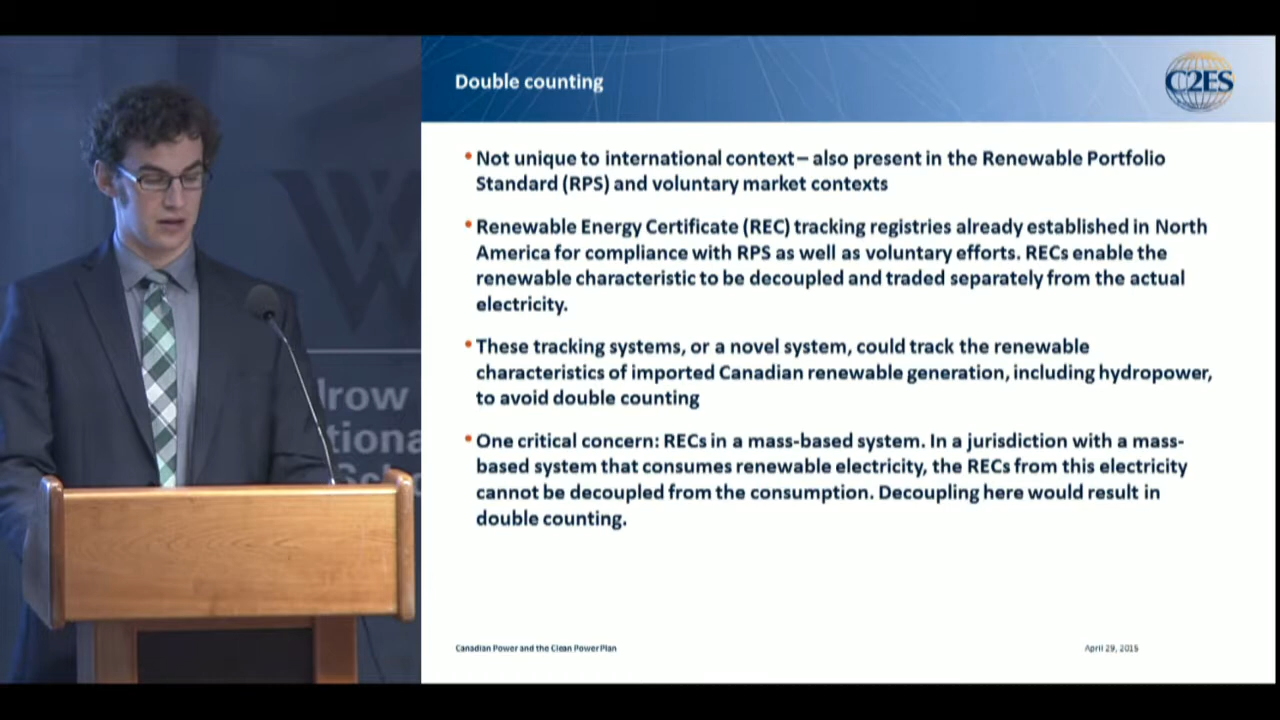 Double counting
C2ES
• Not unique to international context – also present in the Renewable Portfolio
Standard (RPS) and voluntary market contexts
• Renewable Energy Certificate (REC) tracking registries already established in North
America for compliance with RPS as well as voluntary efforts. RECs enable the
renewable characteristic to be decoupled and traded separately from the actual
electricity.
• These tracking systems, or a novel system, could track the renewable
characteristics of imported Canadian renewable generation, including hydropower,
to avoid double counting
• One critical concern: RECs in a mass-based system. In a jurisdiction with a mass-
based system that consumes renewable electricity, the RECs from this electricity
cannot be decoupled from the consumption. Decoupling here would result in
double counting.
Canadian Power and the Clean Power Plan
April 29, 2015
W
drow
tiona